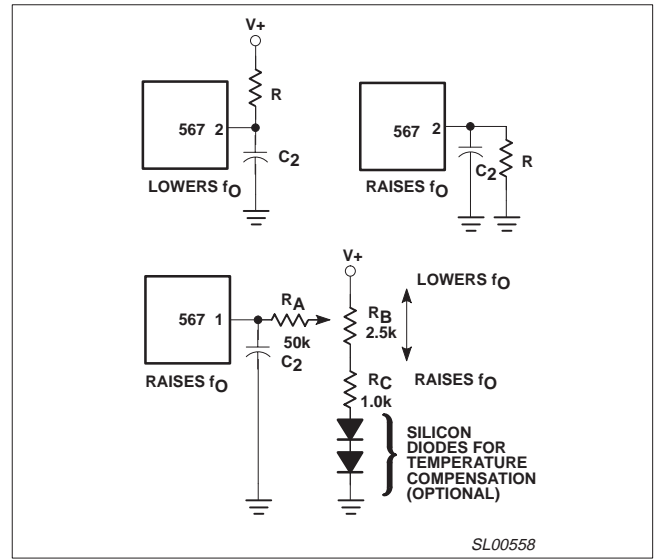 V+
R
567 2
C2
LOWERS fO
567 2
C2
R
RAISES fO
V+
LOWERS fO
RA
50k
RB
2.5k
567 1
C2
RAISES fO
RC
1.0k
RAISES fO
SILICON
DIODES FOR
TEMPERATURE
COMPENSATION
(OPTIONAL)
SL00558